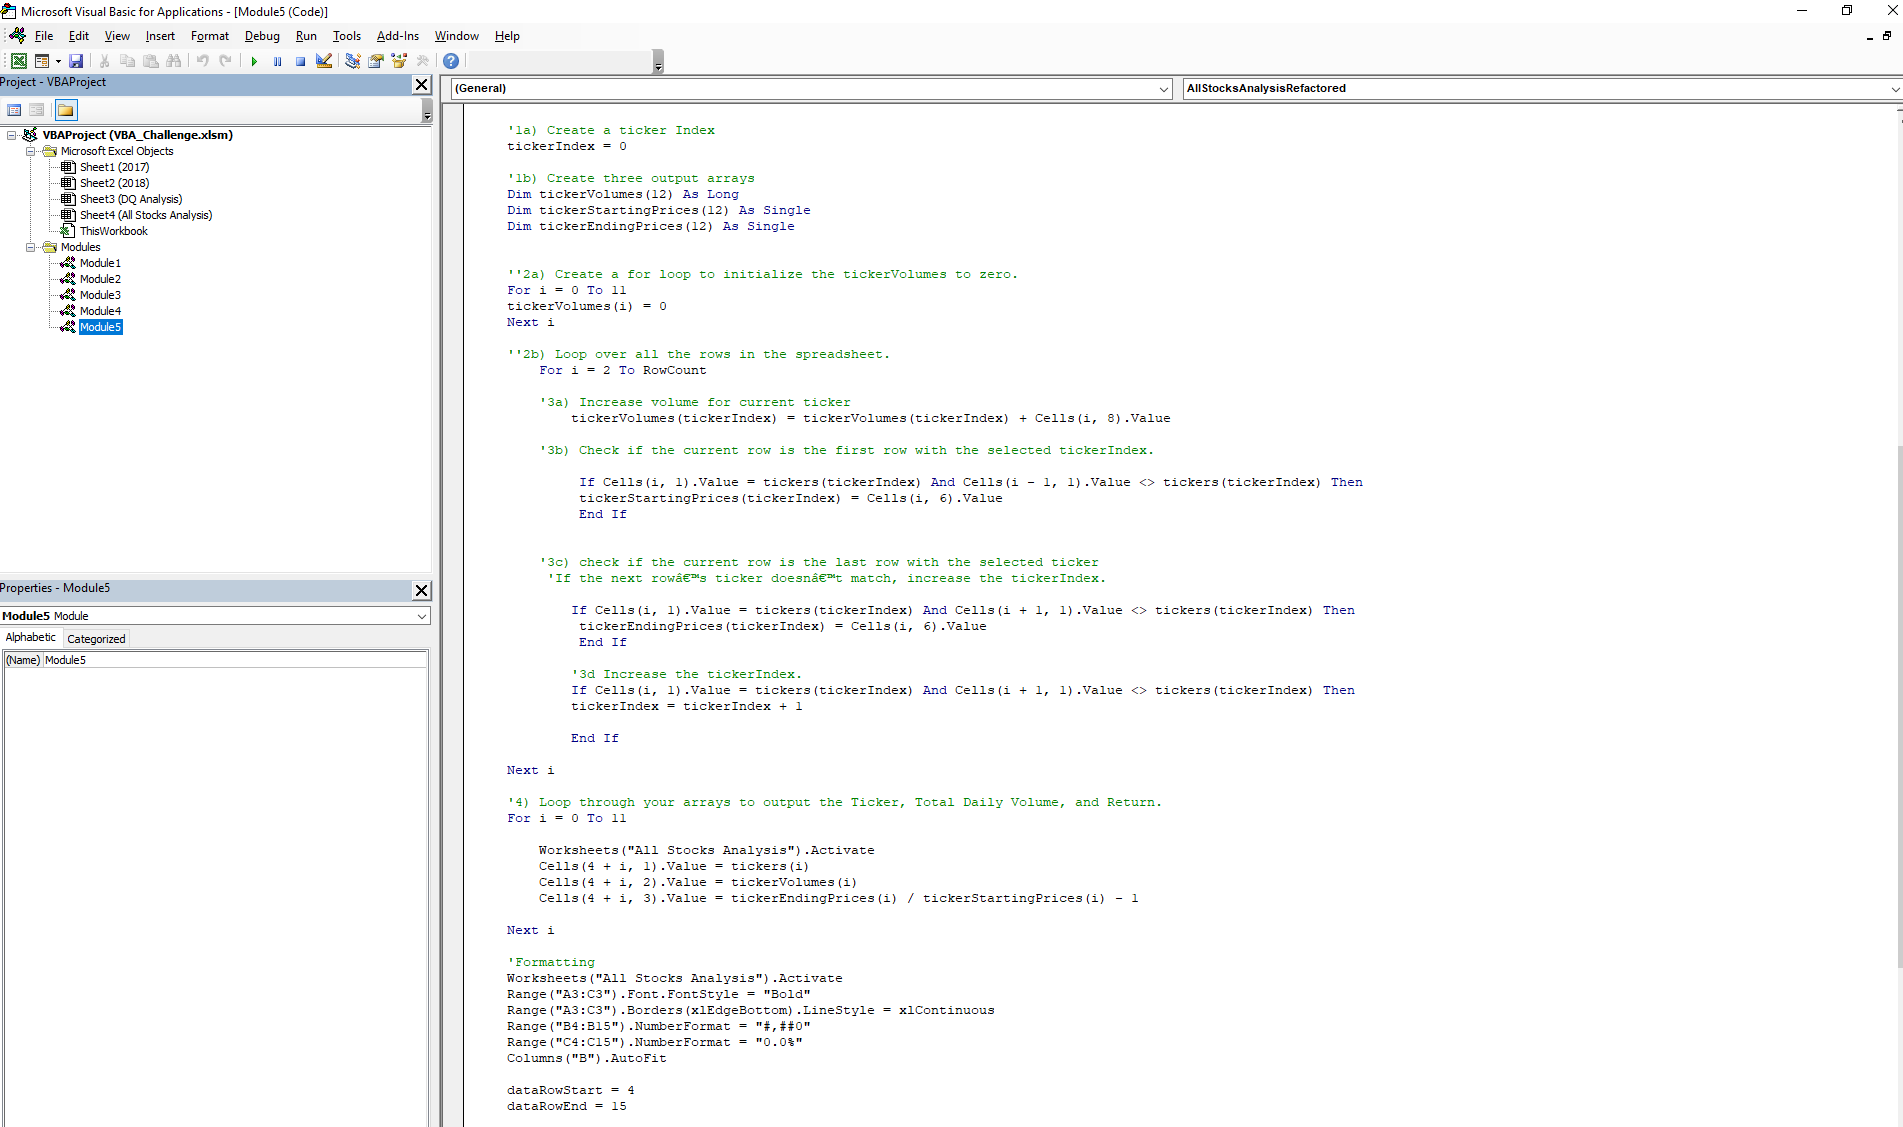 Microsoft Visual Basic for Applications - [Module5 (Code)]
File Edit View Insert Format Debug Run Tools Add-Ins Window Help
Project - VBAProject
VBAProject (VBA_Challenge.xlsm)
Microsoft Excel Objects
Sheet1 (2017)
Sheet2 (2018)
Sheet3 (DQ Analysis)
Sheet4 (All Stocks Analysis)
ThisWorkbook
Modules
Module1
Module2
Module3
Module4
Module5
Properties - Module5
Module5 Module
Alphabetic Categorized
(Name) Module5
(General) AllStocksAnalysisRefactored
'1a) Create a ticker Index
tickerIndex = 0
'1b) Create three output arrays
Dim tickerVolumes(12) As Long
Dim tickerStartingPrices(12) As Single
Dim tickerEndingPrices(12) As Single
''2a) Create a for loop to initialize the tickerVolumes to zero.
For i = 0 To 11
tickerVolumes(i) = 0
Next i
''2b) Loop over all the rows in the spreadsheet.
For i = 2 To RowCount
'3a) Increase volume for current ticker
tickerVolumes(tickerIndex) = tickerVolumes(tickerIndex) + Cells(i, 8).Value
'3b) Check if the current row is the first row with the selected tickerIndex.
If Cells(i, 1).Value = tickers(tickerIndex) And Cells(i - 1, 1).Value <> tickers(tickerIndex) Then
tickerStartingPrices(tickerIndex) = Cells(i, 6).Value
End If
'3c) check if the current row is the last row with the selected ticker
'If the next rowâ€™s ticker doesnâ€™t match, increase the tickerIndex.
If Cells(i, 1).Value = tickers(tickerIndex) And Cells(i + 1, 1).Value <> tickers(tickerIndex) Then
tickerEndingPrices(tickerIndex) = Cells(i, 6).Value
End If
'3d Increase the tickerIndex.
If Cells(i, 1).Value = tickers(tickerIndex) And Cells(i + 1, 1).Value <> tickers(tickerIndex) Then
tickerIndex = tickerIndex + 1
End If
Next i
'4) Loop through your arrays to output the Ticker, Total Daily Volume, and Return.
For i = 0 To 11
Worksheets("All Stocks Analysis").Activate
Cells(4 + i, 1).Value = tickers(i)
Cells(4 + i, 2).Value = tickerVolumes(i)
Cells(4 + i, 3).Value = tickerEndingPrices(i) / tickerStartingPrices(i) - 1
Next i
'Formatting
Worksheets("All Stocks Analysis").Activate
Range("A3:C3").Font.FontStyle = "Bold"
Range("A3:C3").Borders(xlEdgeBottom).LineStyle = xlContinuous
Range("B4:B15").NumberFormat = "#,##0"
Range("C4:C15").NumberFormat = "0.0%"
Columns("B").AutoFit
dataRowStart = 4
dataRowEnd = 15